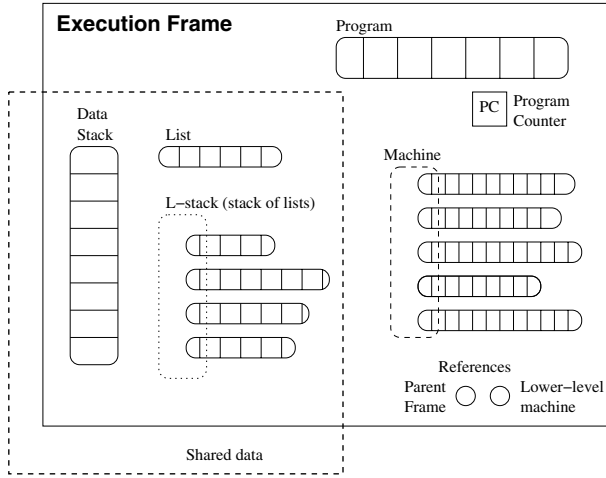 Execution Frame
Program
PC
Program
Counter
Data
Stack
List
Machine
L−stack (stack of lists)
References
Parent
Frame
Lower−level
machine
Shared data